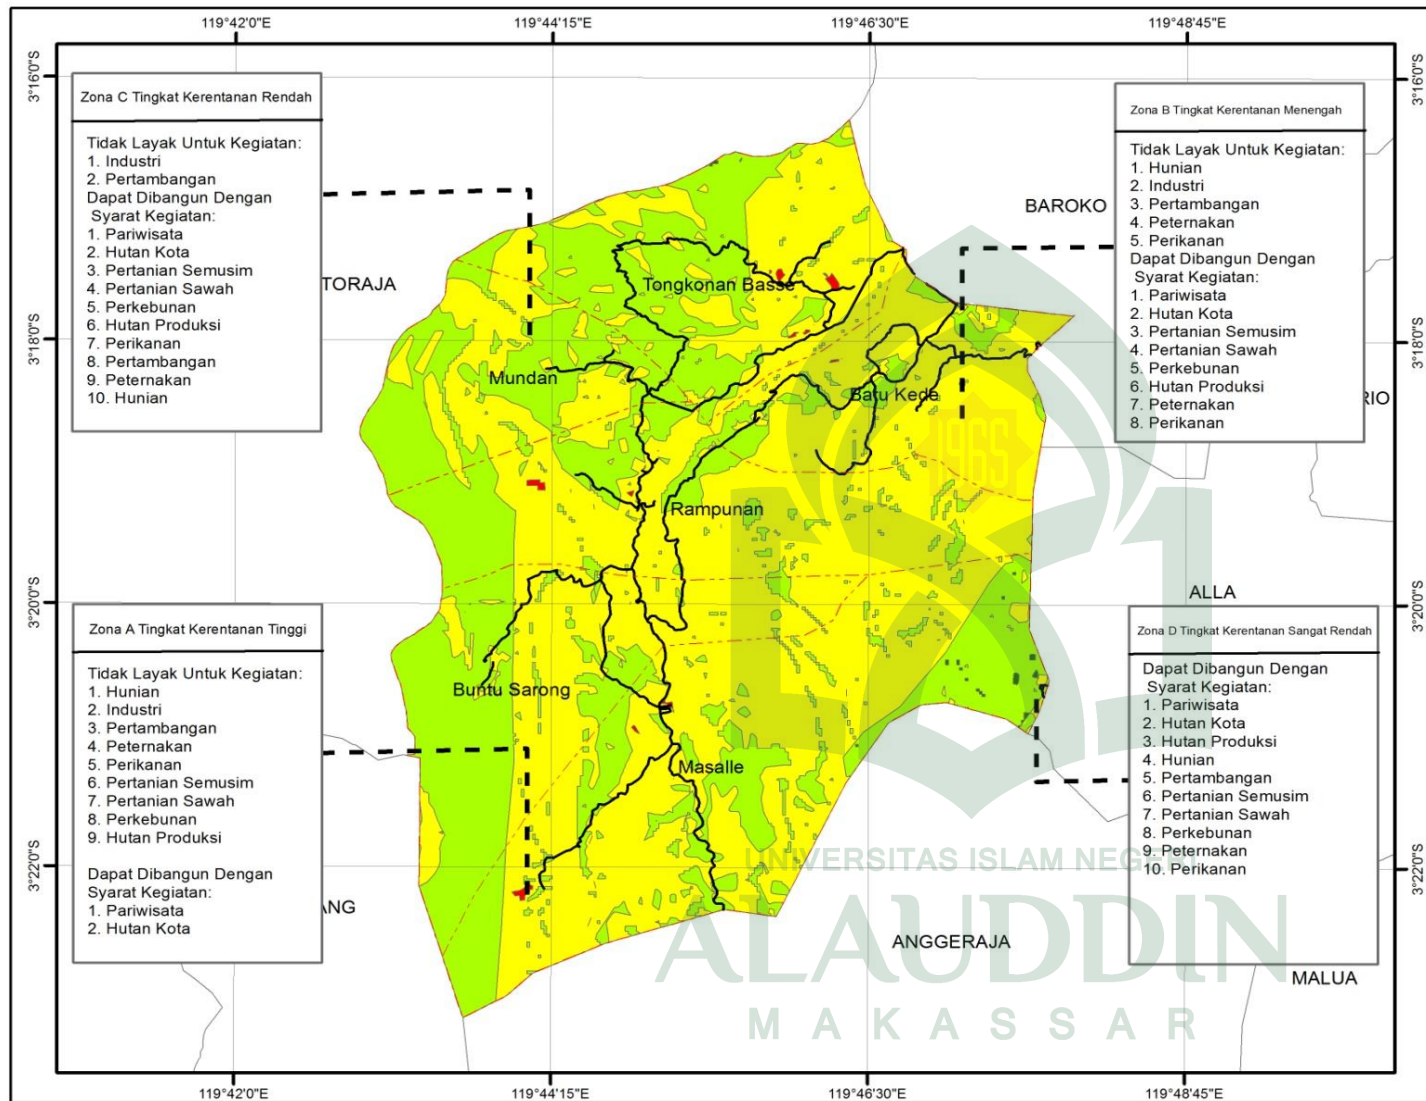 119°42'0"E
119°44'15"E
119°46'30"E
119°48'45"E
3°16'0"S
3°16'0"S
Zona C Tingkat Kerentanan Rendah
Tidak Layak Untuk Kegiatan:
1. Industri
2. Pertambangan
Dapat Dibangun Dengan
Syarat Kegiatan:
1. Pariwisata
2. Hutan Kota
3. Pertanian Semusim
4. Pertanian Sawah
5. Perkebunan
6. Hutan Produksi
7. Perikanan
8. Pertambangan
9. Peternakan
10. Hunian
Zona B Tingkat Kerentanan Menengah
Tidak Layak Untuk Kegiatan:
1. Hunian
2. Industri
3. Pertambangan
4. Peternakan
5. Perikanan
Dapat Dibangun Dengan
Syarat Kegiatan:
1. Pariwisata
2. Hutan Kota
3. Pertanian Semusim
4. Pertanian Sawah
5. Perkebunan
6. Hutan Produksi
7. Peternakan
8. Perikanan
BAROKO
TORAJA
Tongkonan Basse
3°18'0"S
3°18'0"S
Mundan
Batu Kede
RIO
1965
Rampunan
ALLA
3°20'0"S
3°20'0"S
Zona A Tingkat Kerentanan Tinggi
Tidak Layak Untuk Kegiatan:
1. Hunian
2. Industri
3. Pertambangan
4. Peternakan
5. Perikanan
6. Pertanian Semusim
7. Pertanian Sawah
8. Perkebunan
9. Hutan Produksi
Dapat Dibangun Dengan
Syarat Kegiatan:
1. Pariwisata
2. Hutan Kota
Zona D Tingkat Kerentanan Sangat Rendah
Dapat Dibangun Dengan
Syarat Kegiatan:
1. Pariwisata
2. Hutan Kota
3. Hutan Produksi
4. Hunian
5. Pertambangan
6. Pertanian Semusim
7. Pertanian Sawah
8. Perkebunan
9. Peternakan
10. Perikanan
Buntu Sarong
Masalle
3°22'0"S
3°22'0"S
ANG
ANGGERAJA
MALUA
UNIVERSITAS ISLAM NEGERI
ALAUDDIN
MAKASSAR
119°42'0"E
119°44'15"E
119°46'30"E
119°48'45"E